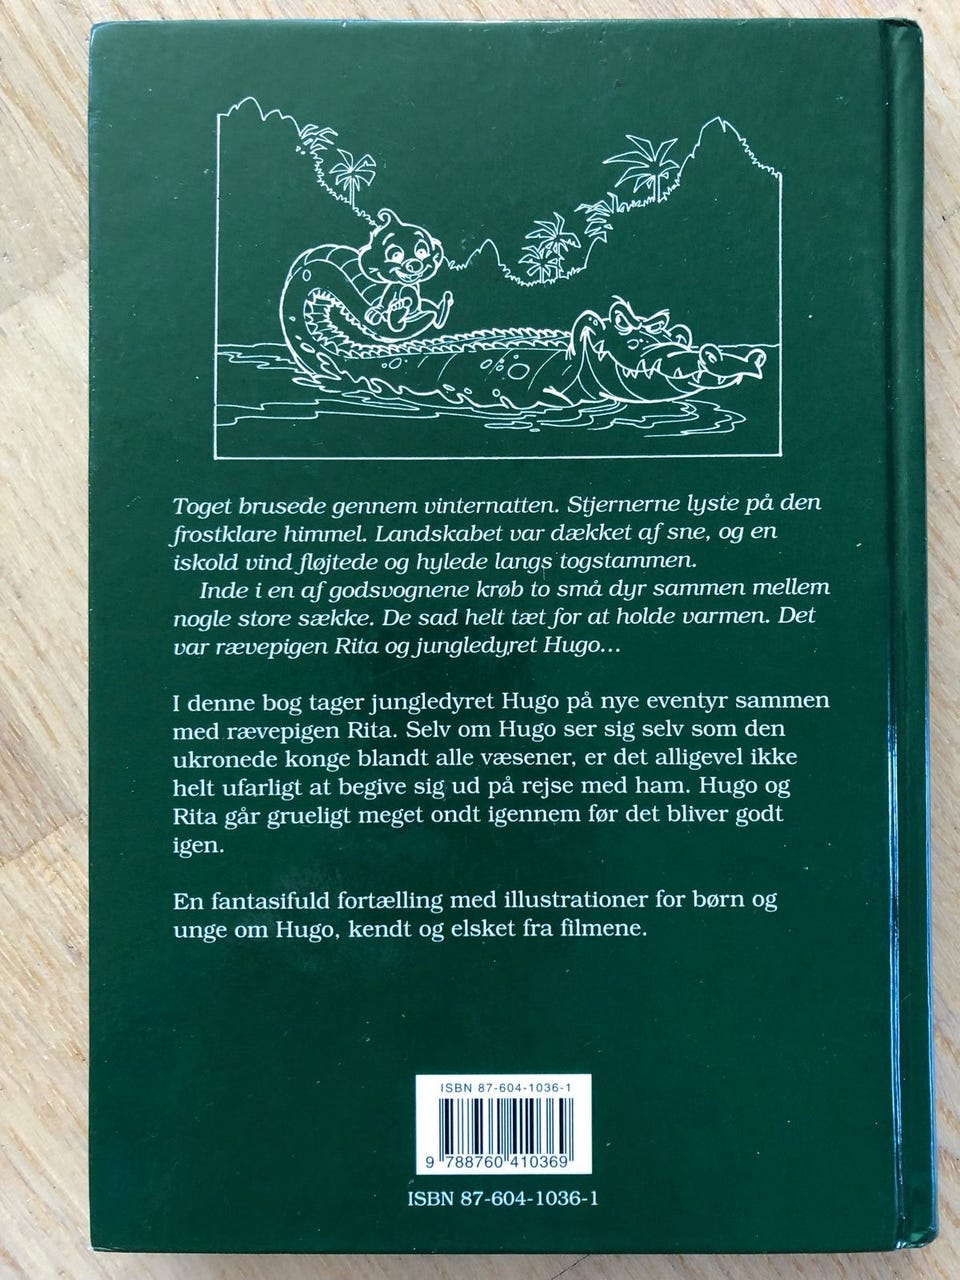 Toget brusede gennem vinternatten. Stjernerne lyste på den
frostklare himmel. Landskabet var dækket af sne, og en
iskold vind fløjtede og hylede langs togstammen.
Inde i en af godsvognene krøb to små dyr sammen mellem
nogle store sække. De sad helt tæt for at holde varmen. Det
var rævepigen Rita og jungledyret Hugo...
I denne bog tager jungledyret Hugo på nye eventyr sammen
med rævepigen Rita. Selv om Hugo ser sig selv som den
ukronede konge blandt alle væsener, er det alligevel ikke
helt ufarligt at begive sig ud på rejse med ham. Hugo og
Rita går grueligt meget ondt igennem før det bliver godt
igen.
En fantasifuld fortælling med illustrationer for børn og
unge om Hugo, kendt og elsket fra filmene.
ISBN 87-604-1036-1
9 788760 410369
ISBN 87-604-1036-1